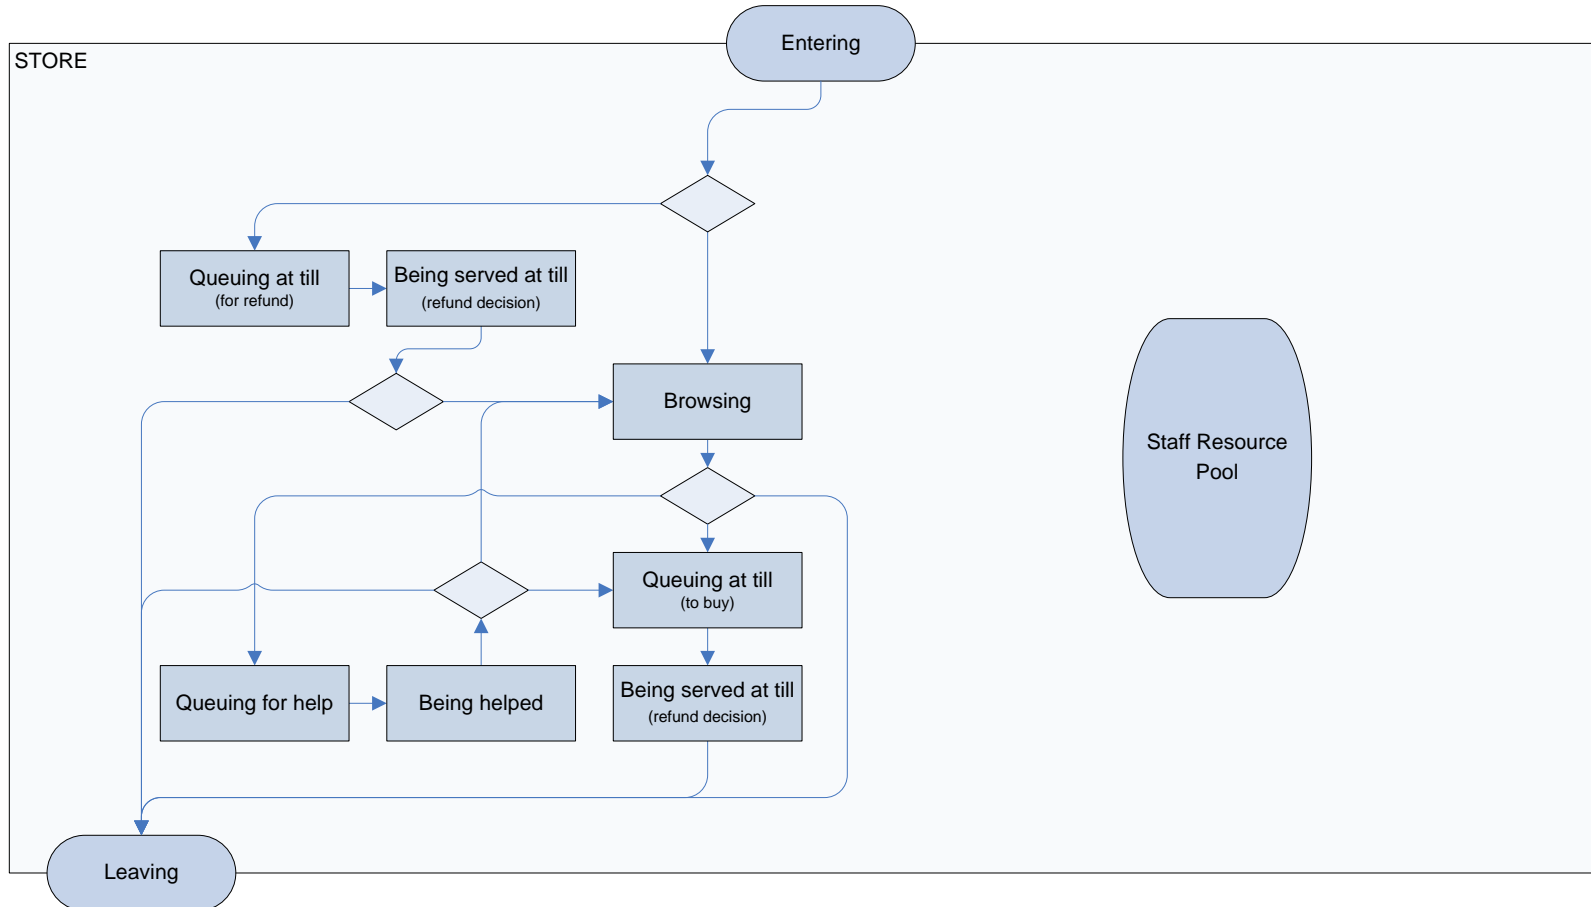 Entering
STORE
Queuing at till
(for refund)
Being served at till
(refund decision)
Browsing
Staff Resource
Pool
Queuing at till
(to buy)
Queuing for help
Being helped
Being served at till
(refund decision)
Leaving